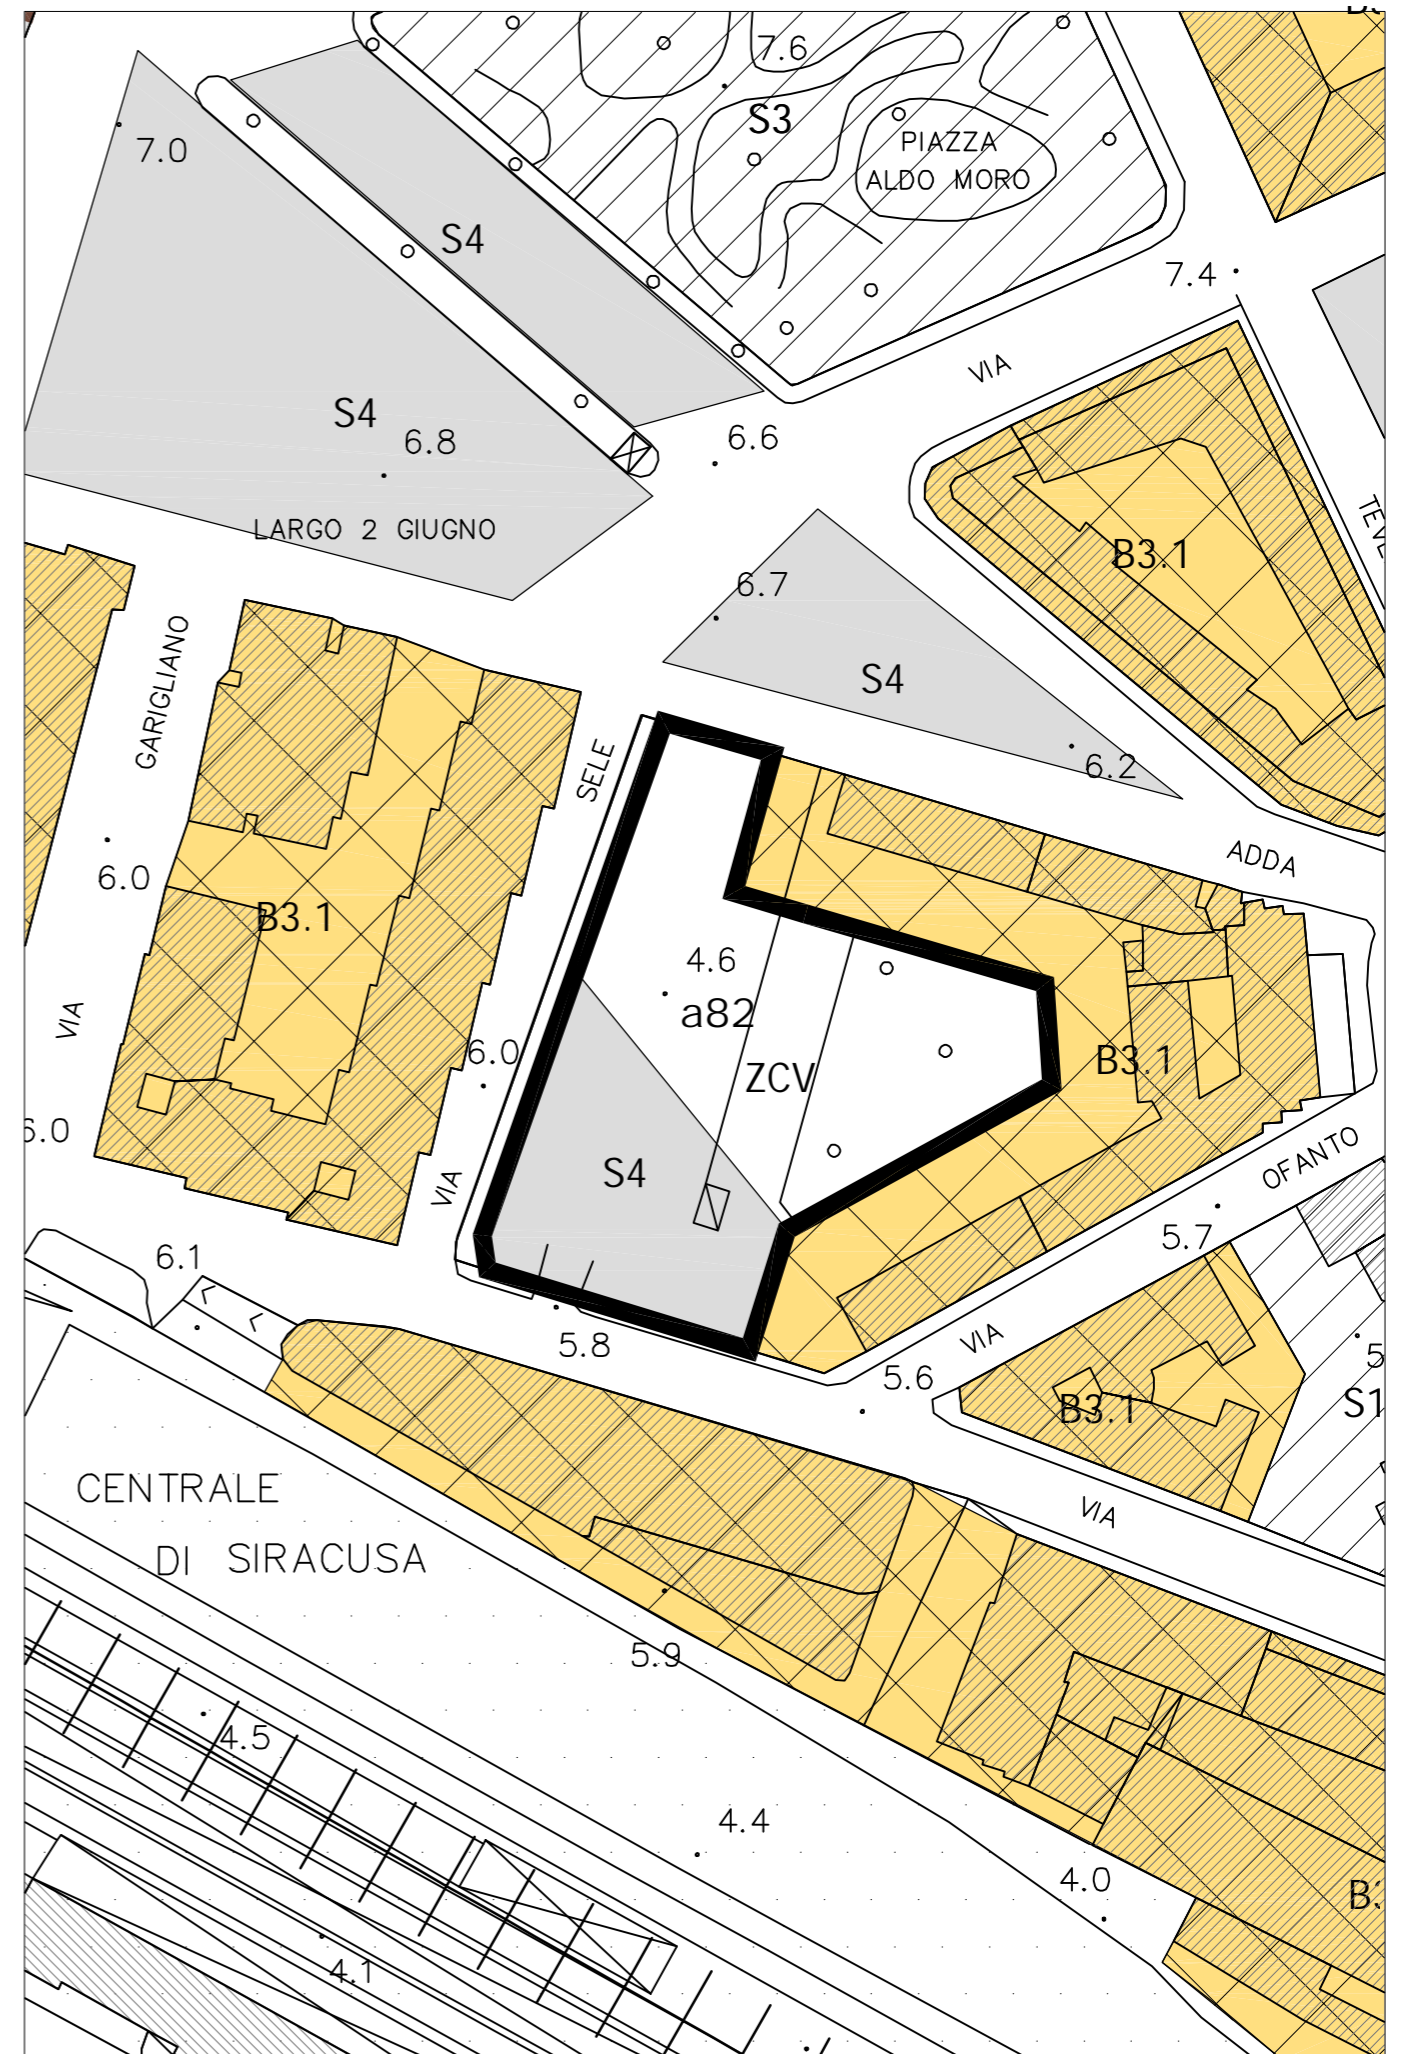 7.6
S3
PIAZZA
ALDO MORO
7.0
S4
7.4
VIA
S4
6.8
6.6
LARGO 2 GIUGNO
B3.1
6.7
GARIGLIANO
S4
SELE
6.2
ADDA
6.0
B3.1
4.6
a82
VIA
6.0
B3.1
ZCV
6.0
OFANTO
S4
VIA
5.7
6.1
VIA
5.8
5.6
B3.1
S1
CENTRALE
VIA
DI SIRACUSA
5.9
4.5
4.4
4.0
4.1